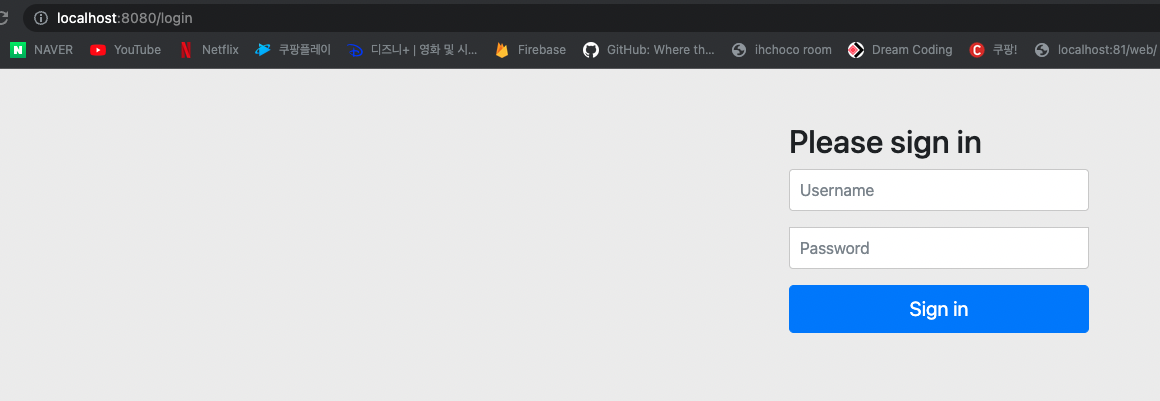 localhost:8080/login
N NAVER YouTube Netflix 쿠팡플레이 디즈니+ | 영화 및 시... Firebase GitHub: Where th... ihchoco room Dream Coding C 쿠팡! localhost:81/web/
Please sign in
Username
Password
Sign in